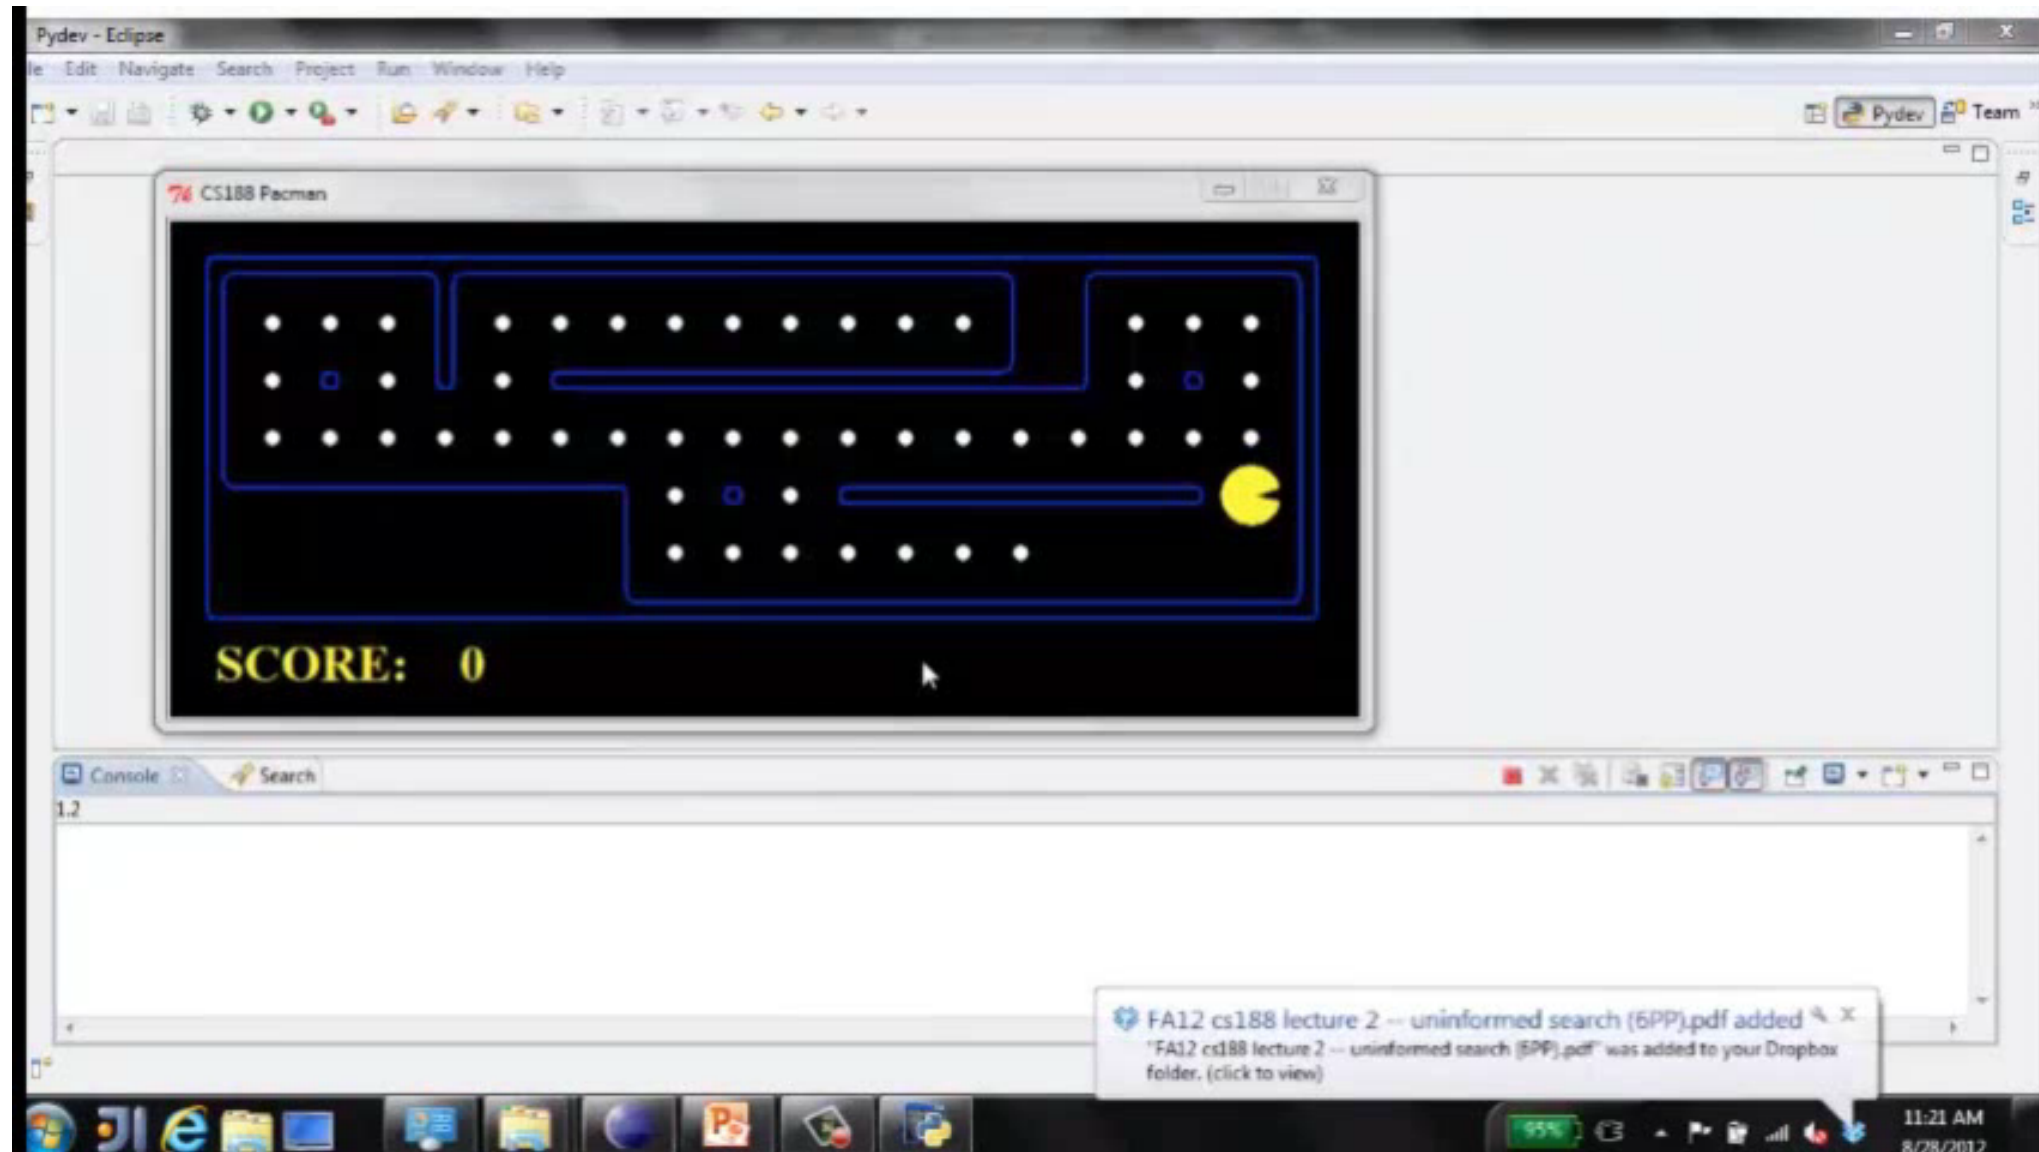 Pydev - Eclipse
le Edit Navigate Search Project Run Window Help
Pydev Team
CS188 Pacman
SCORE: 0
Console Search
1.2
FA12 cs188 lecture 2 -- uninformed search (6PP).pdf added
"FA12 cs188 lecture 2 -- uninformed search (6PP).pdf" was added to your Dropbox
folder. (click to view)
95%
11:21 AM
8/28/2012